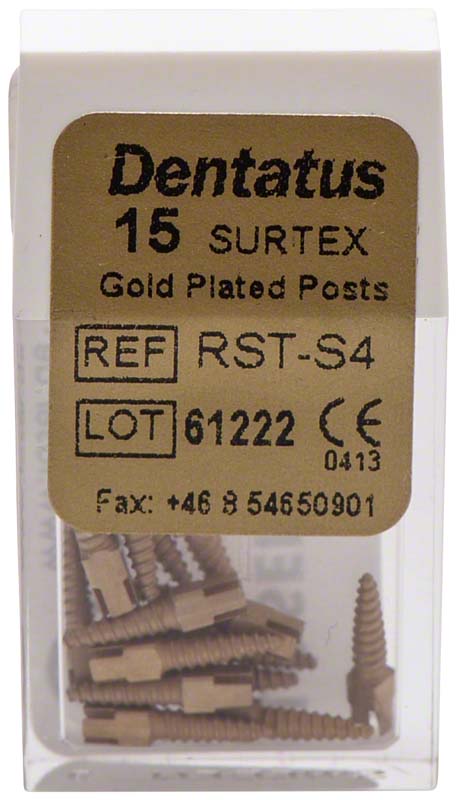 Dentatus
15 SURTEX
Gold Plated Posts
REF RST-S4
LOT 61222 CE
0413
Fax: +46 8 54650901